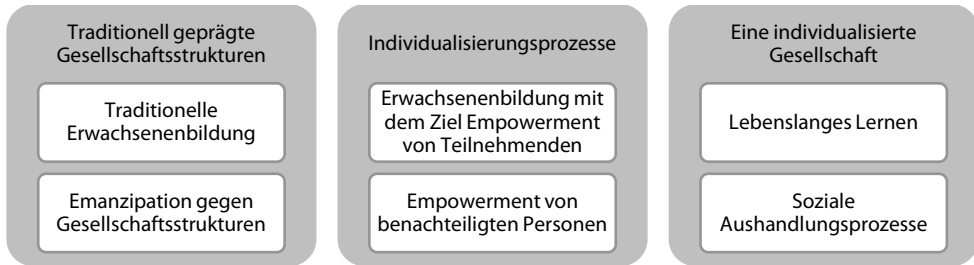 Traditionell geprägte
Gesellschaftsstrukturen
Traditionelle
Erwachsenenbildung
Emanzipation gegen
Gesellschaftsstrukturen
Individualisierungsprozesse
Erwachsenenbildung mit
dem Ziel Empowerment
von Teilnehmenden
Empowerment von
benachteiligten Personen
Eine individualisierte
Gesellschaft
Lebenslanges Lernen
Soziale
Aushandlungsprozesse